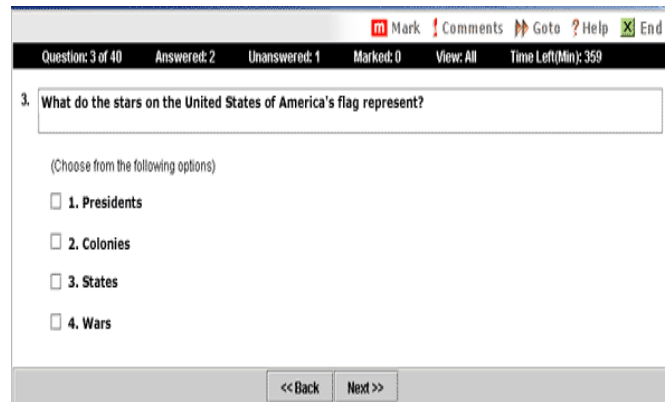 m Mark ! Comments Goto ? Help X End
Question: 3 of 40 Answered: 2 Unanswered: 1 Marked: 0 View: All Time Left(Min): 359
3. What do the stars on the United States of America's flag represent?
(Choose from the following options)
1. Presidents
2. Colonies
3. States
4. Wars
<< Back Next >>